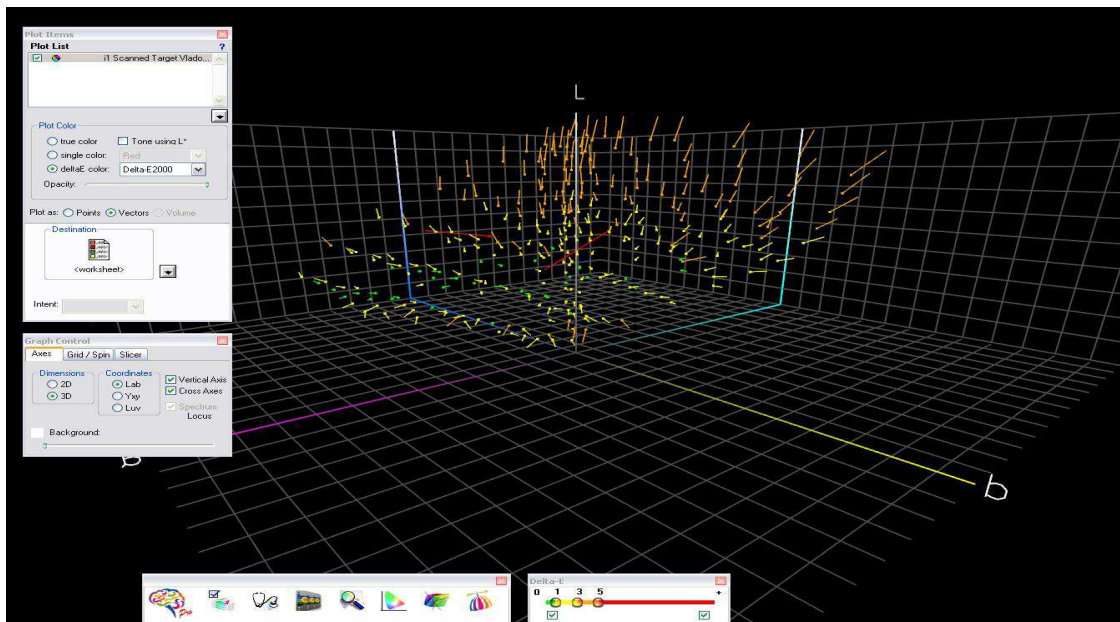 Plot Items
Plot List ?
i1 Scanned Target Vlado...
Plot Color
true color Tone using L*
single color: Red
deltaE color: Delta-E2000
Opacity:
Plot as: Points Vectors Volume
Destination
<worksheet>
Intent:
Graph Control
Axes Grid / Spin Slicer
Dimensions
2D
3D
Coordinates
Lab
Yxy
Luv
Vertical Axis
Cross Axes
Spectrum
Locus
Background:
L
b
Pro
Delta-E
0 1 3 5 +